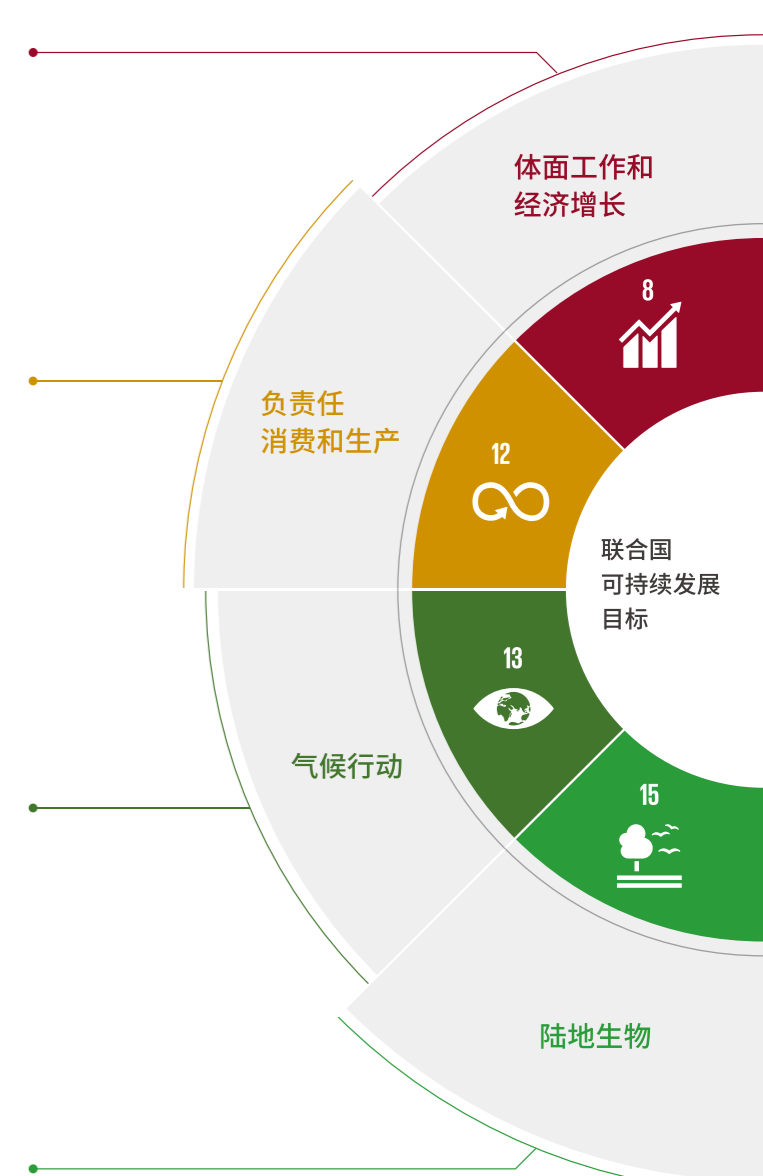 体面工作和
经济增长
8
负责任
消费和生产
12
联合国
可持续发展
目标
13
气候行动
15
陆地生物